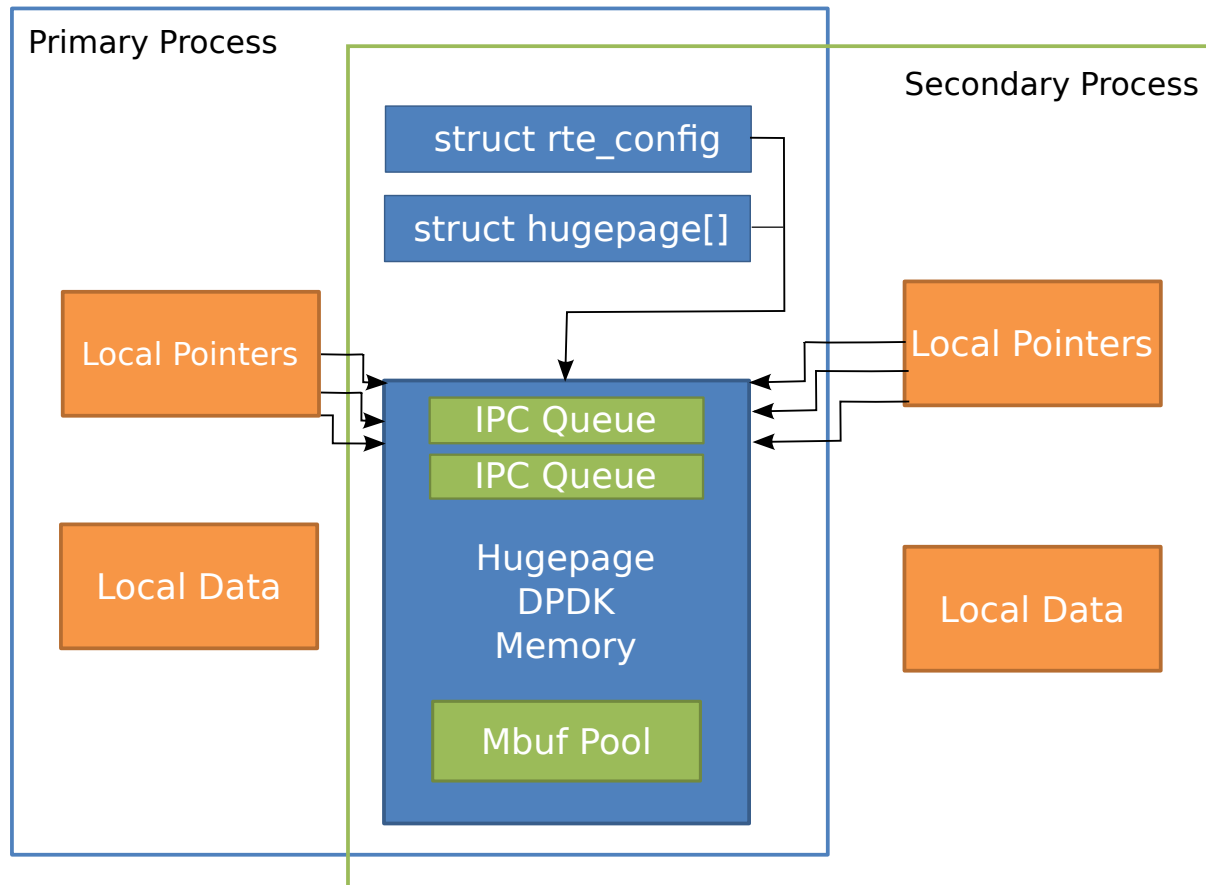 Primary Process
Secondary Process
struct rte_config
struct hugepage[]
Local Pointers
Local Pointers
IPC Queue
IPC Queue
Hugepage
DPDK
Memory
Local Data
Local Data
Mbuf Pool